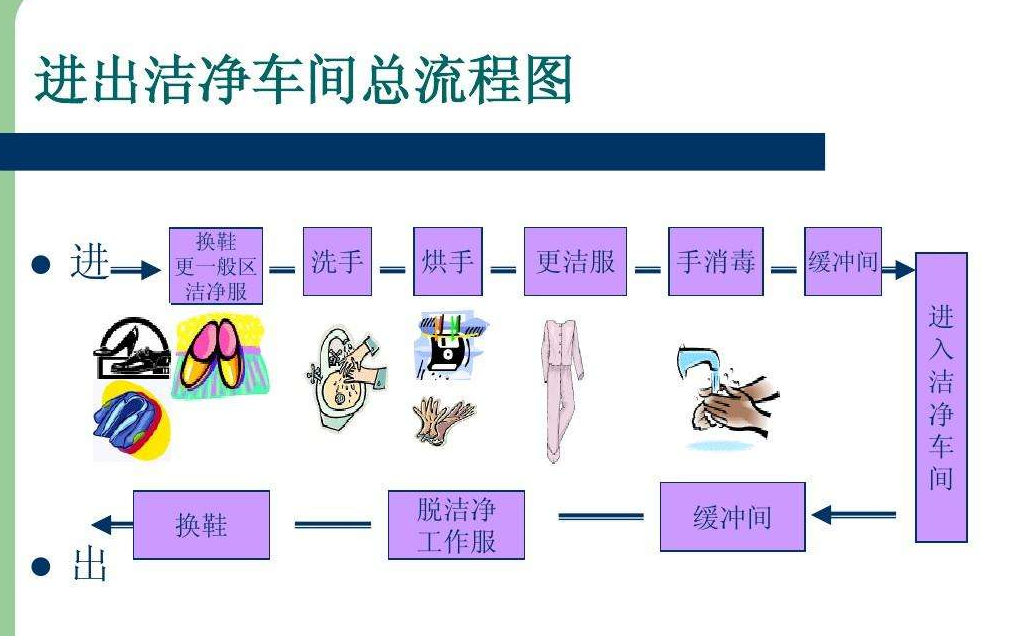 进出洁净车间总流程图
进
换鞋
更一般区
洁净服
洗手
烘手
更洁服
手消毒
缓冲间
进入洁净车间
换鞋
脱洁净
工作服
缓冲间
出